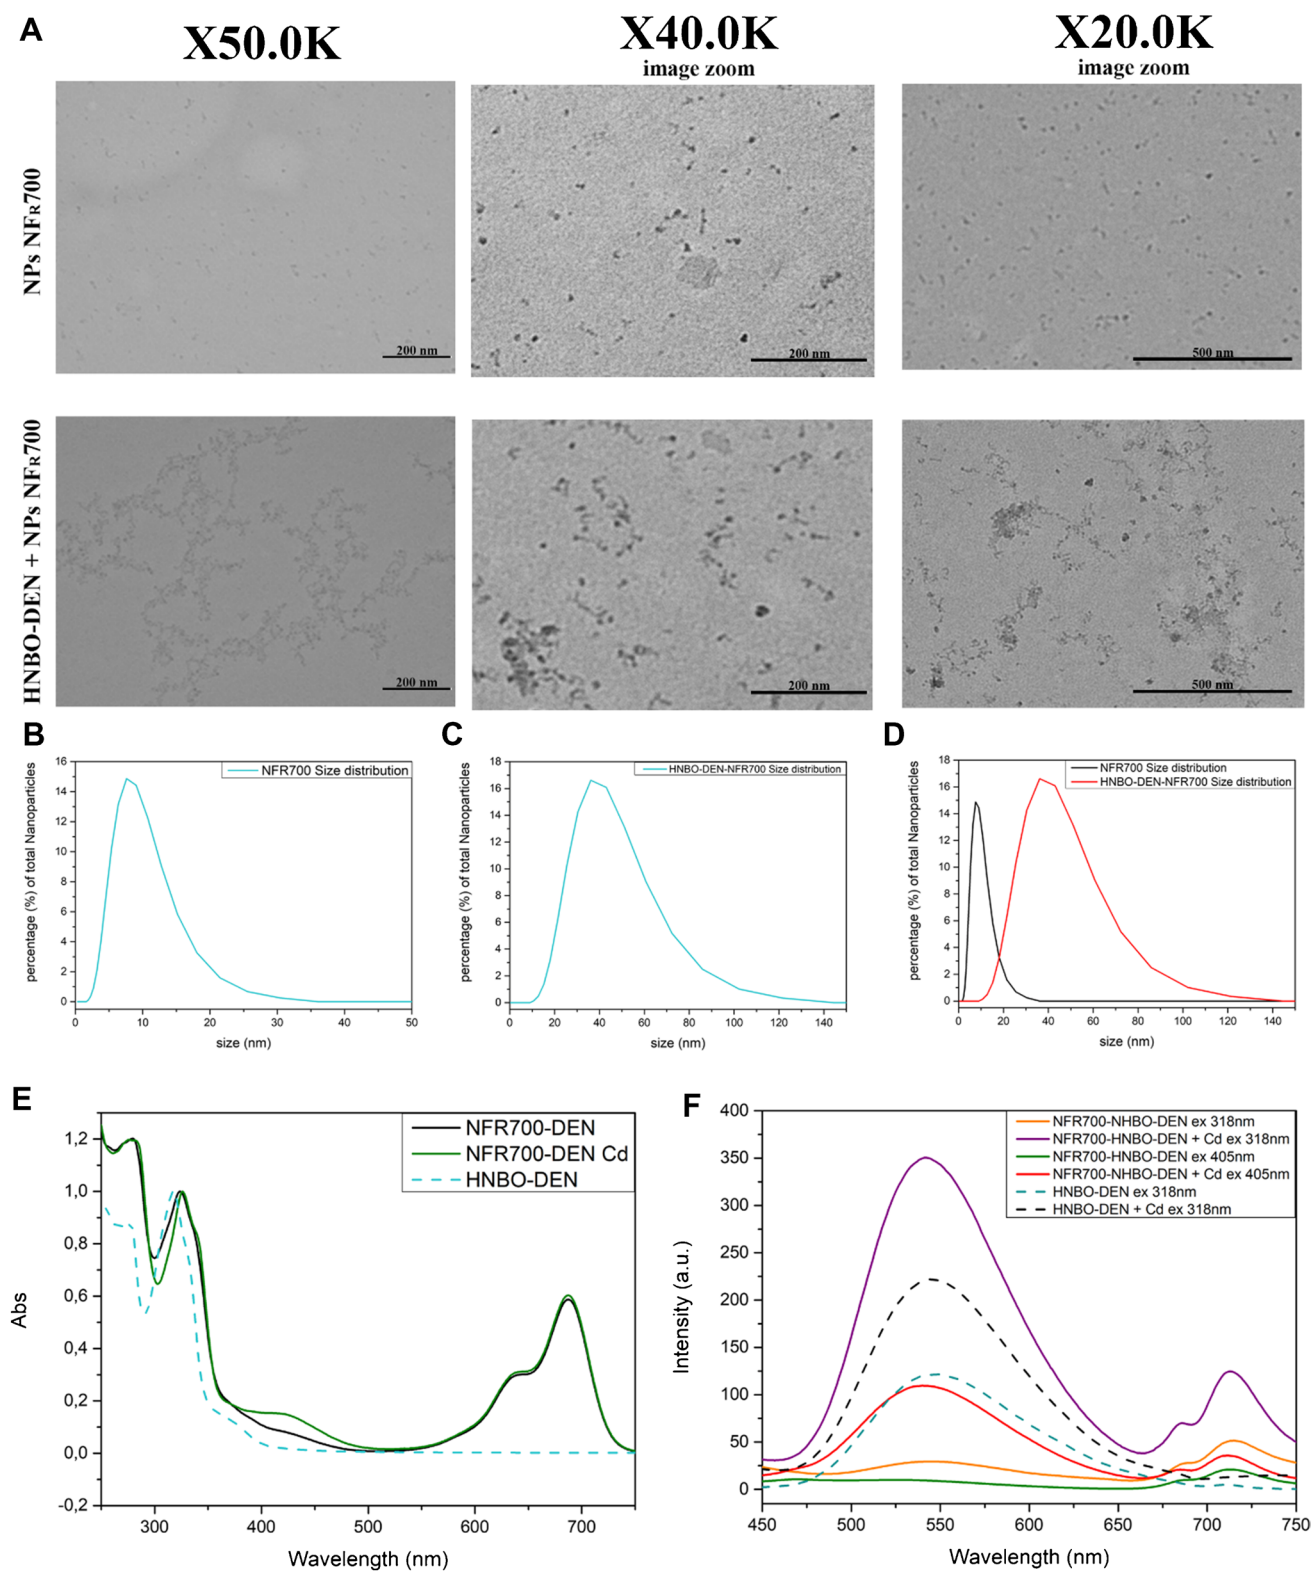 A
X50.0K
X40.0K
image zoom
X20.0K
image zoom
NPs NFR700
200 nm
200 nm
500 nm
HNBO-DEN + NPs NFR700
200 nm
200 nm
500 nm
B
NFR700 Size distribution
percentage (%) of total Nanoparticles
16
14
12
10
8
6
4
2
0
0 10 20 30 40 50
size (nm)
C
HNBO-DEN-NFR700 Size distribution
percentage (%) of total Nanoparticles
18
16
14
12
10
8
6
4
2
0
0 20 40 60 80 100 120 140
size (nm)
D
NFR700 Size distribution
HNBO-DEN-NFR700 Size distribution
percentage (%) of total Nanoparticles
18
16
14
12
10
8
6
4
2
0
0 20 40 60 80 100 120 140
size (nm)
E
NFR700-DEN
NFR700-DEN Cd
HNBO-DEN
Abs
1,2
1,0
0,8
0,6
0,4
0,2
0,0
-0,2
300 400 500 600 700
Wavelength (nm)
F
NFR700-NHBO-DEN ex 318nm
NFR700-HNBO-DEN + Cd ex 318nm
NFR700-HNBO-DEN ex 405nm
NFR700-NHBO-DEN + Cd ex 405nm
HNBO-DEN ex 318nm
HNBO-DEN + Cd ex 318nm
Intensity (a.u.)
400
350
300
250
200
150
100
50
0
450 500 550 600 650 700 750
Wavelength (nm)